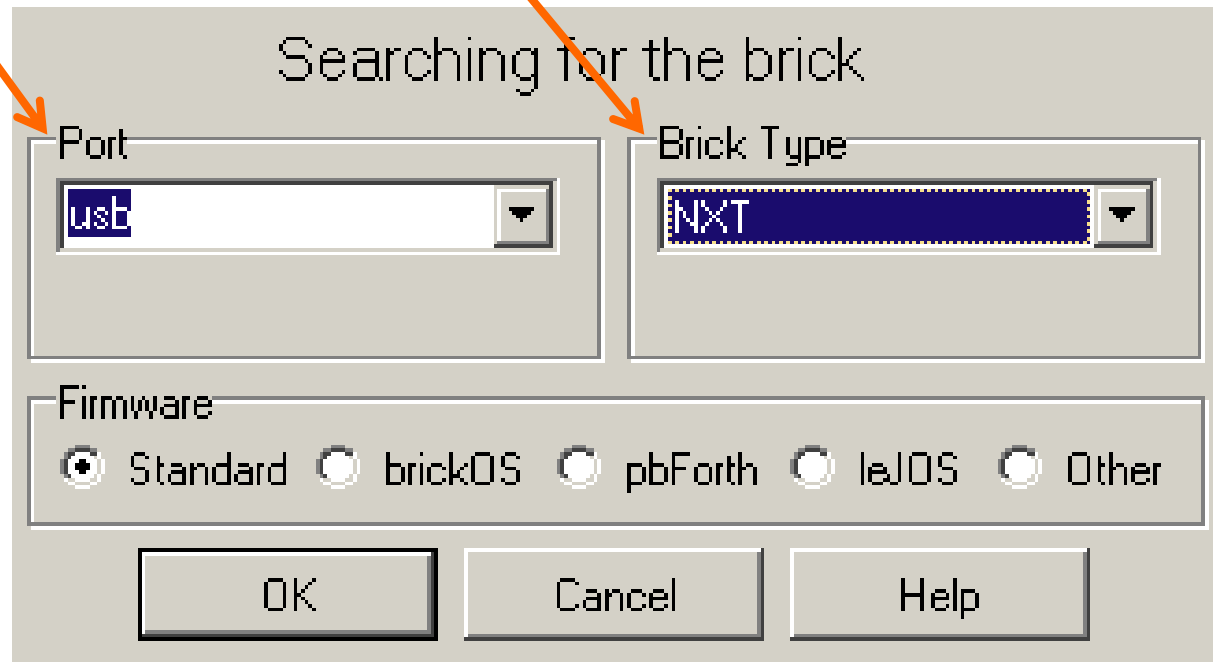 Searching for the brick
Port
Brick Type
usb
NXT
Firmware
Standard brickOS pbForth leJOS Other
OK Cancel Help